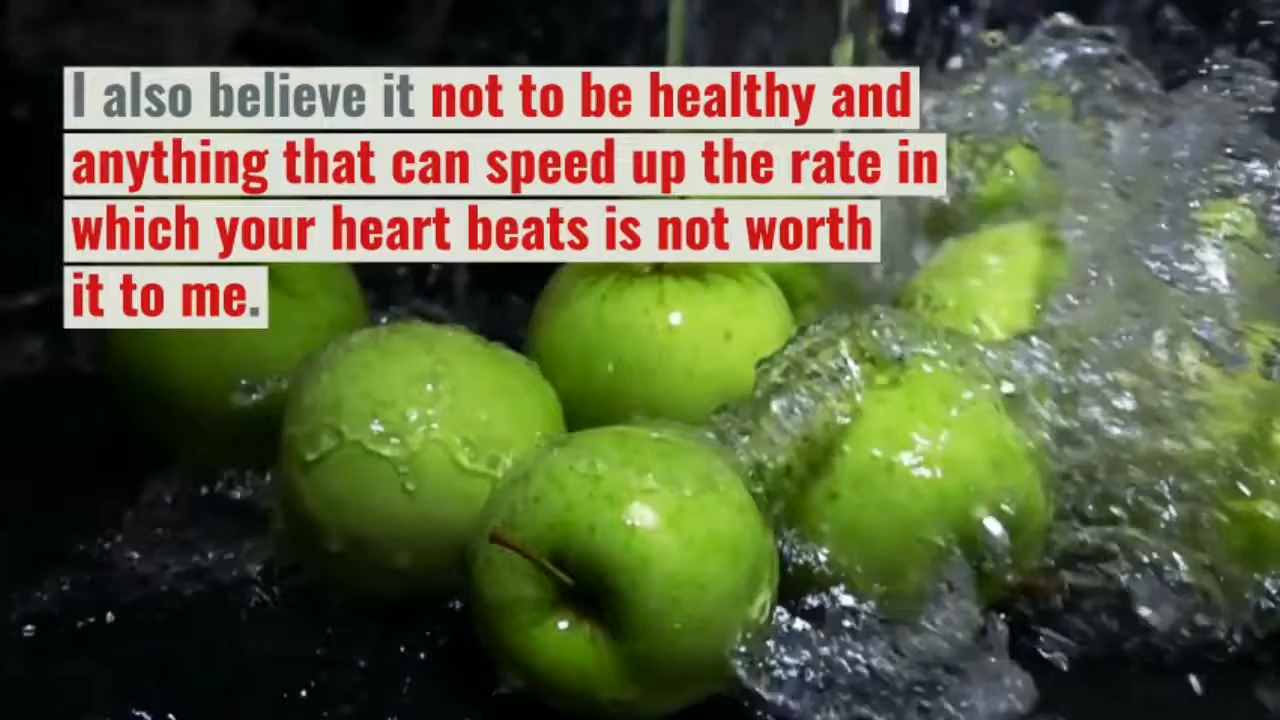 I also believe it not to be healthy and
anything that can speed up the rate in
which your heart beats is not worth
it to me.